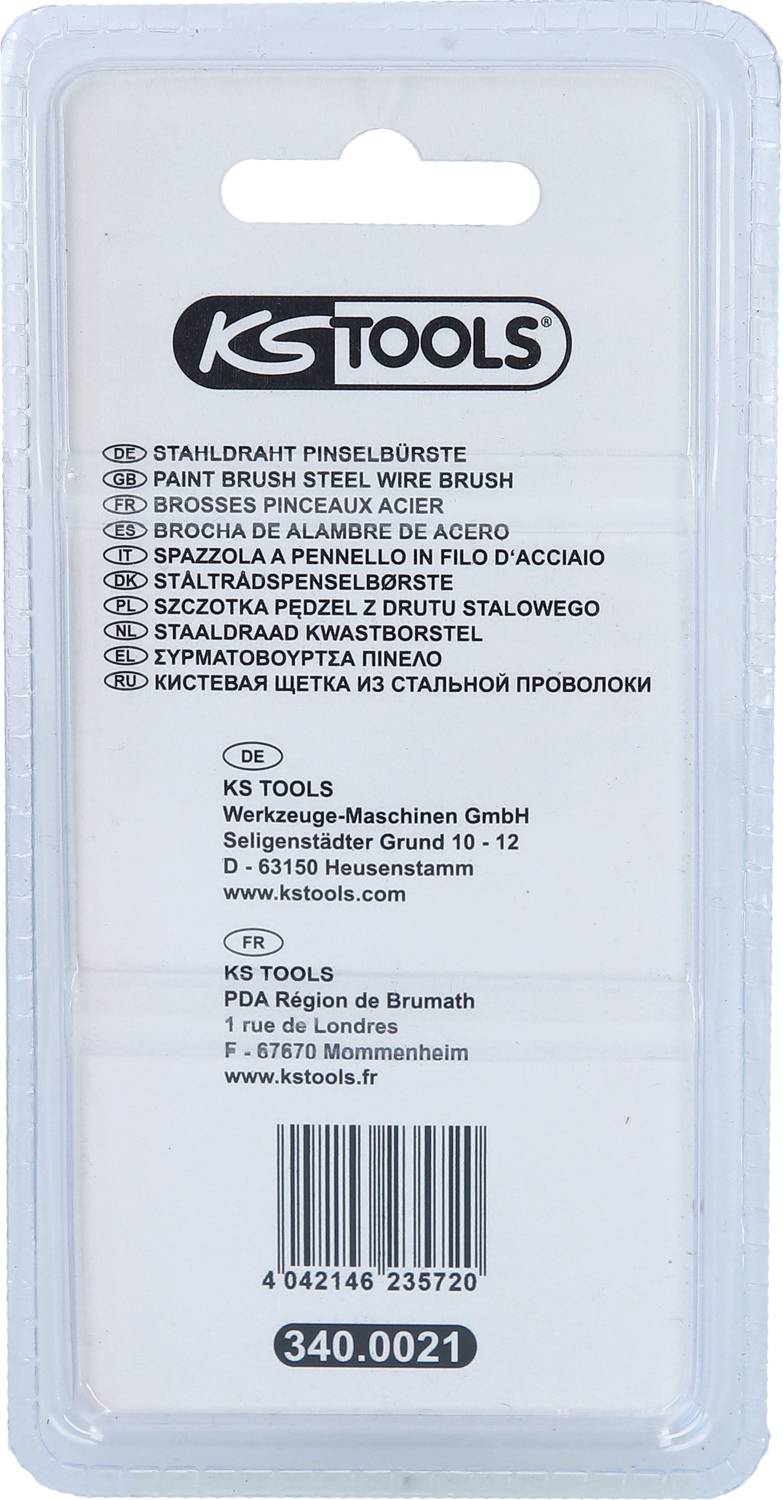 KS TOOLS®
DE STAHLDRAHT PINSELBÜRSTE
GB PAINT BRUSH STEEL WIRE BRUSH
FR BROSSES PINCEAUX ACIER
ES BROCHA DE ALAMBRE DE ACERO
IT SPAZZOLA A PENNELLO IN FILO D‘ACCIAIO
DK STÅLTRÅDSPENSELBØRSTE
PL SZCZOTKA PĘDZEL Z DRUTU STALOWEGO
NL STAALDRAAD KWASTBORSTEL
EL ΣΥΡΜΑΤΟΒΟΥΡΤΣΑ ΠΙΝΕΛΟ
RU КИСТЕВАЯ ЩЕТКА ИЗ СТАЛЬНОЙ ПРОВОЛОКИ
DE
KS TOOLS
Werkzeuge-Maschinen GmbH
Seligenstädter Grund 10 - 12
D - 63150 Heusenstamm
www.kstools.com
FR
KS TOOLS
PDA Région de Brumath
1 rue de Londres
F - 67670 Mommenheim
www.kstools.fr
4 042146 235720
340.0021